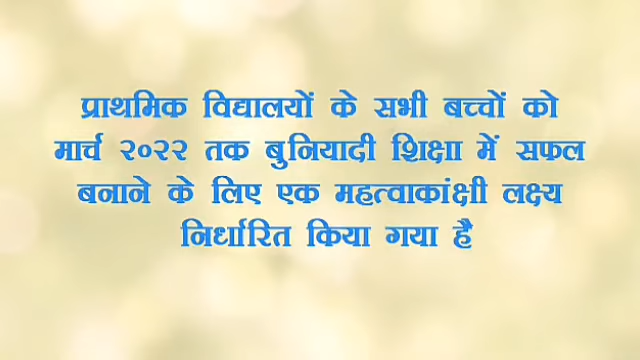 प्राथमिक विद्यालयों के सभी बच्चों को
मार्च २०२२ तक बुनियादी शिक्षा में सफल
बनाने के लिए एक महत्वाकांक्षी लक्ष्य
निर्धारित किया गया है